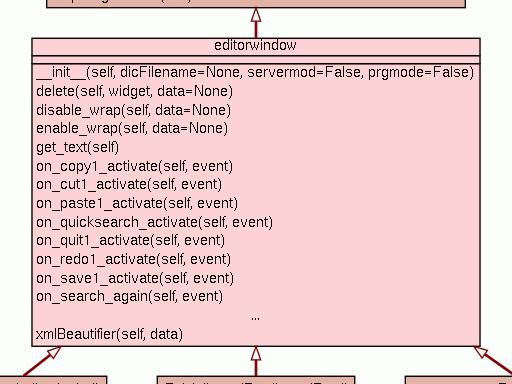 editorwindow
__init__(self, dicFilename=None, servermod=False, prgmode=False)
delete(self, widget, data=None)
disable_wrap(self, data=None)
enable_wrap(self, data=None)
get_text(self)
on_copy1_activate(self, event)
on_cut1_activate(self, event)
on_paste1_activate(self, event)
on_quicksearch_activate(self, event)
on_quit1_activate(self, event)
on_redo1_activate(self, event)
on_save1_activate(self, event)
on_search_again(self, event)
...
xmlBeautifier(self, data)